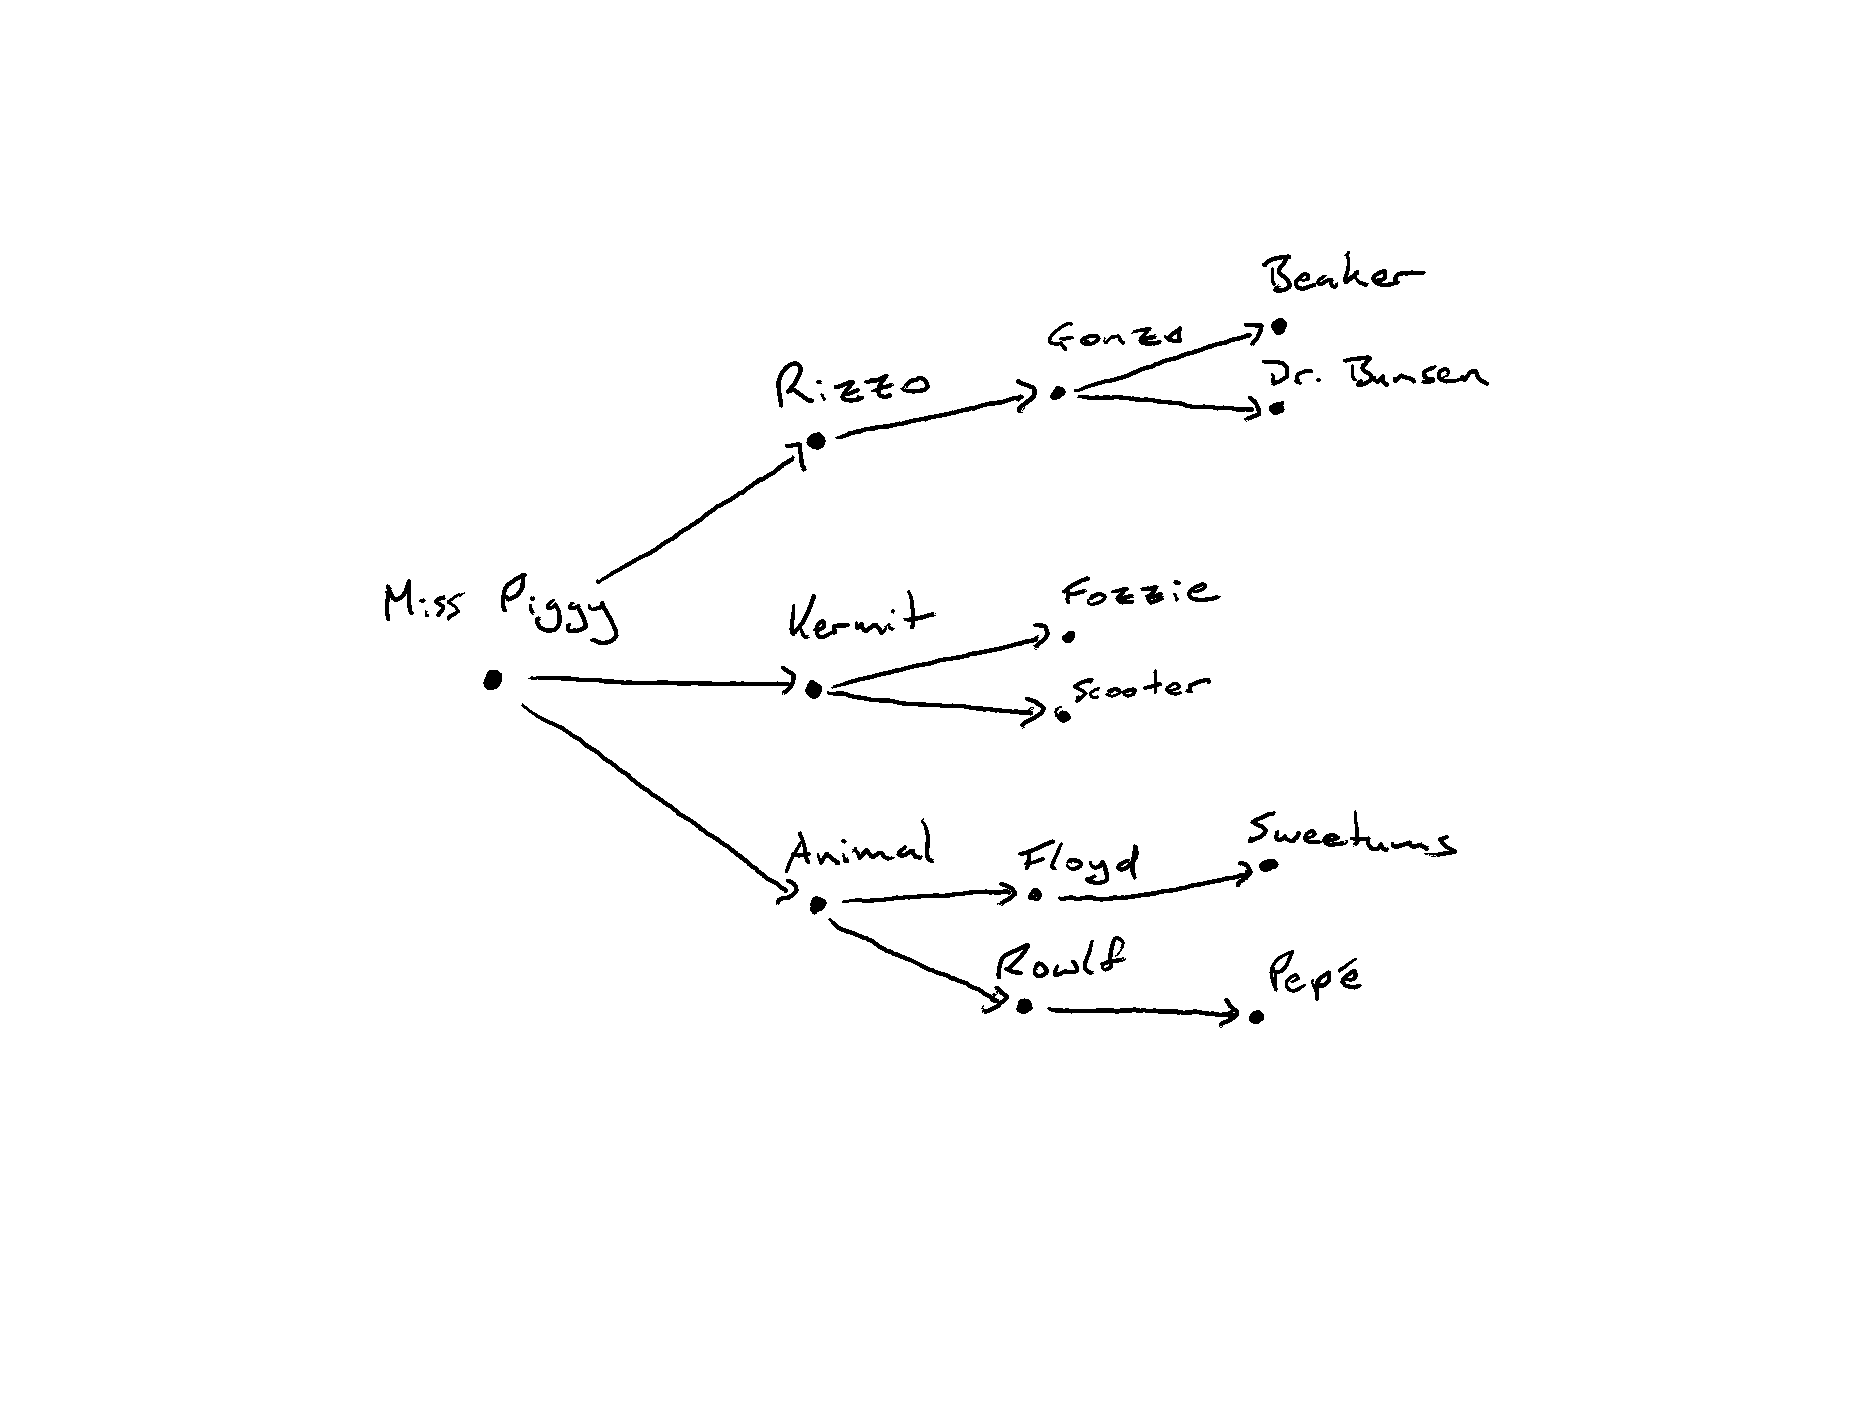 Beaker
Gonzo
Dr. Bunsen
Rizzo
Miss Piggy
Kermit
Fozzie
Scooter
Animal
Floyd
Sweetums
Rowlf
Pepé